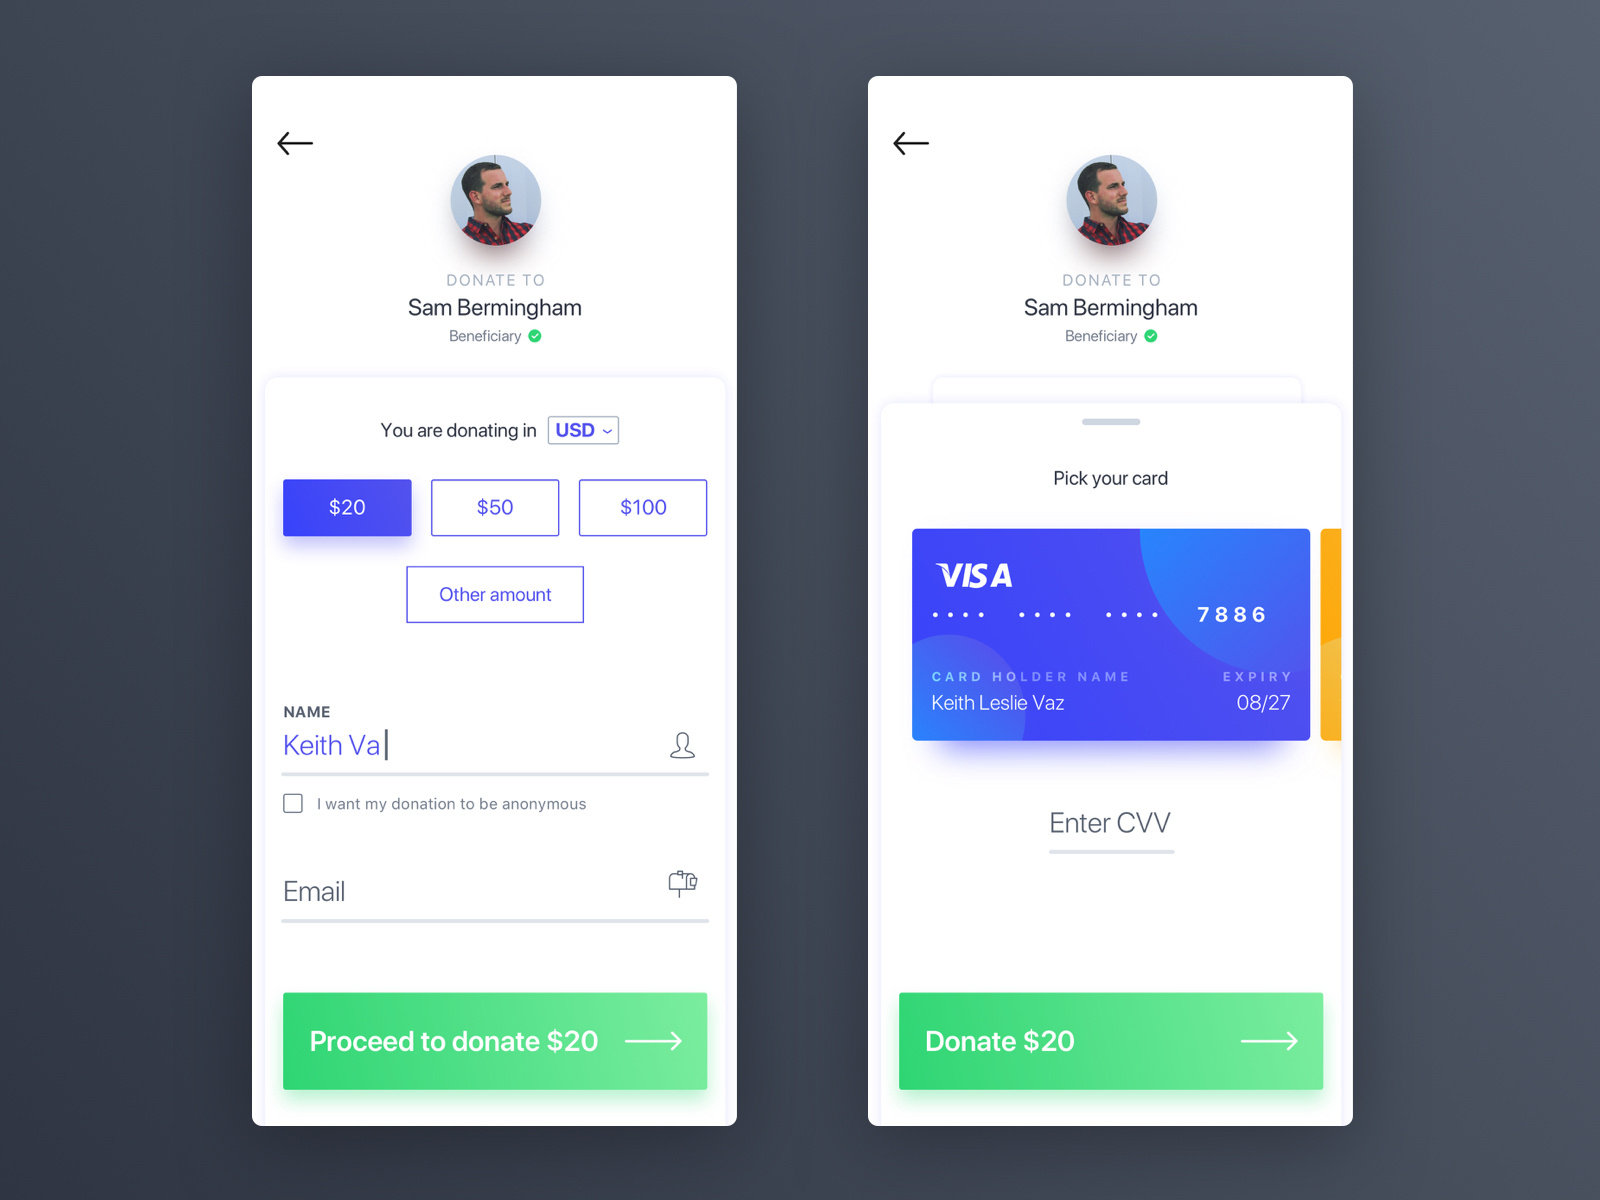 DONATE TO
Sam Bermingham
Beneficiary
You are donating in USD
$20 $50 $100
Other amount
NAME
Keith Va
I want my donation to be anonymous
Email
Proceed to donate $20
DONATE TO
Sam Bermingham
Beneficiary
Pick your card
VISA
•••• •••• •••• 7886
CARD HOLDER NAME EXPIRY
Keith Leslie Vaz 08/27
Enter CVV
Donate $20